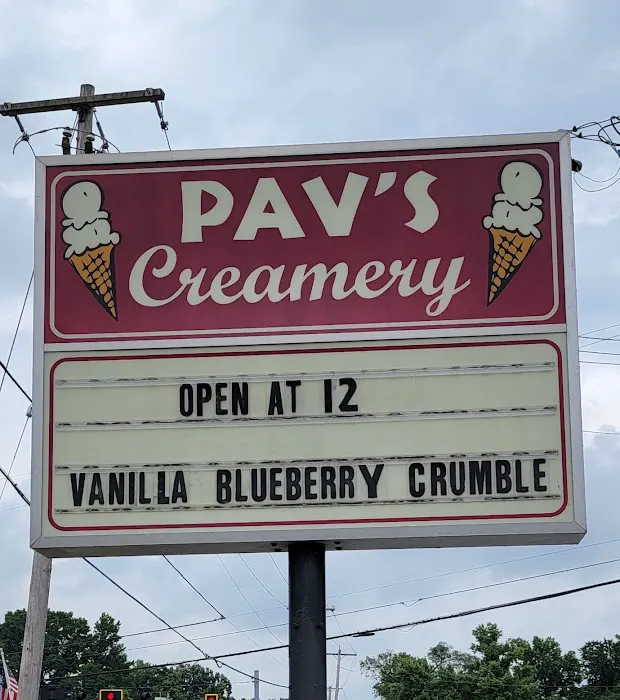 PAV'S
Creamery
OPEN AT 12
VANILLA BLUEBERRY CRUMBLE